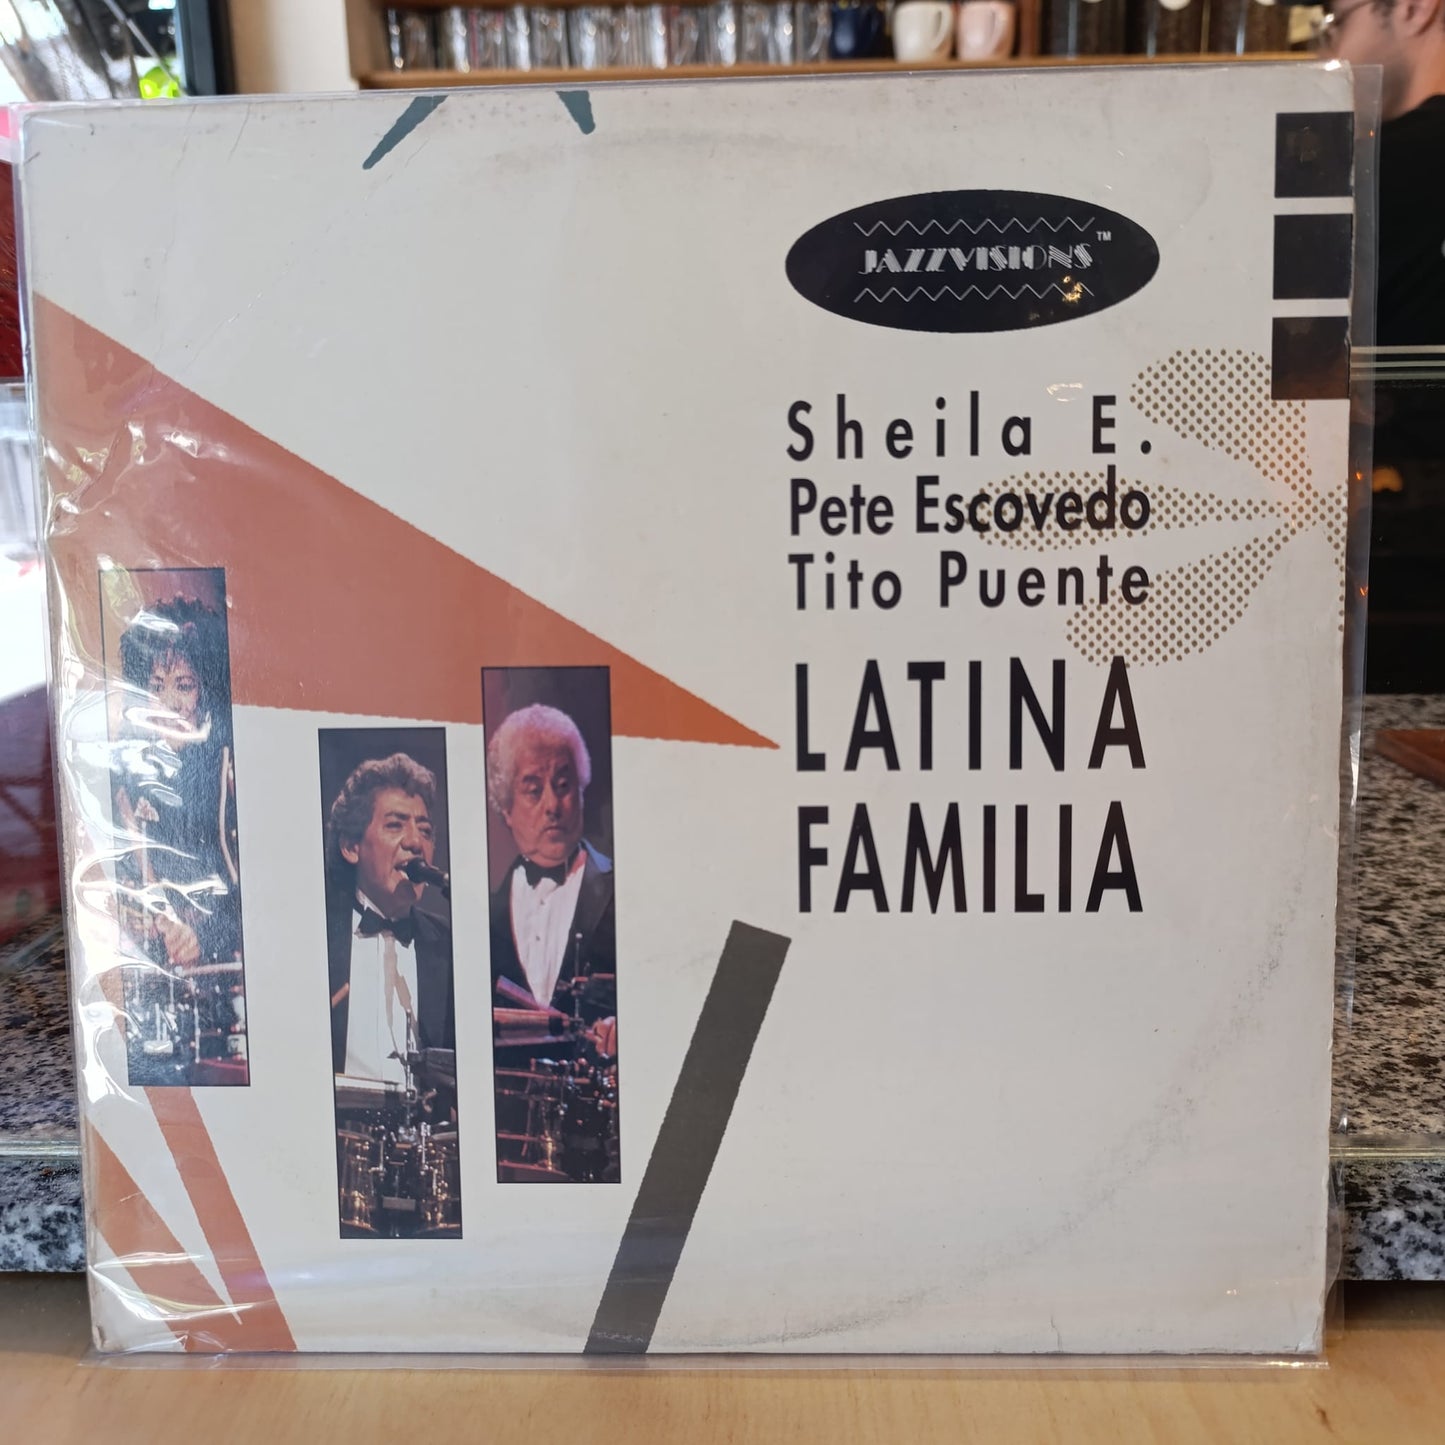 JAZZVISIONS™
Sheila E.
Pete Escovedo
Tito Puente
LATINA
FAMILIA